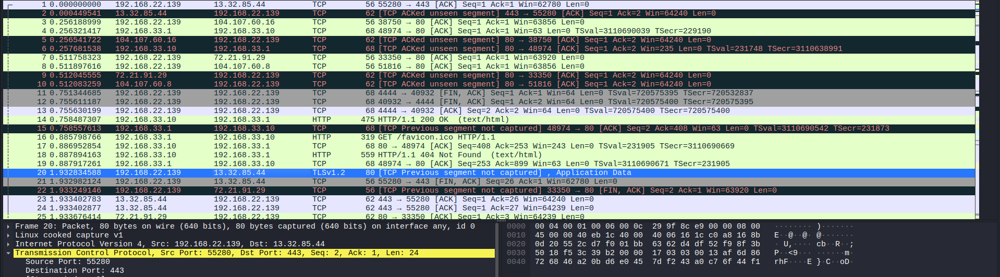 1 0.000000000 192.168.22.139 13.32.85.44 TCP 56 55280 → 443 [ACK] Seq=1 Ack=1 Win=62780 Len=0
2 0.000449541 13.32.85.44 192.168.22.139 TCP 62 [TCP ACKed unseen segment] 443 → 55280 [ACK] Seq=1 Ack=2 Win=64240 Len=0
3 0.256188999 192.168.22.139 104.107.60.16 TCP 56 38750 → 80 [ACK] Seq=1 Ack=1 Win=63856 Len=0
4 0.256321417 192.168.33.1 192.168.33.10 TCP 68 48974 → 80 [ACK] Seq=1 Ack=1 Win=63 Len=0 TSval=3110690039 TSecr=229190
5 0.256541722 104.107.60.16 192.168.22.139 TCP 62 [TCP ACKed unseen segment] 80 → 38750 [ACK] Seq=1 Ack=2 Win=64240 Len=0
6 0.257681538 192.168.33.10 192.168.33.1 TCP 68 [TCP ACKed unseen segment] 80 → 48974 [ACK] Seq=1 Ack=2 Win=235 Len=0 TSval=231748 TSecr=3110638991
7 0.511758323 192.168.22.139 72.21.91.29 TCP 56 33350 → 80 [ACK] Seq=1 Ack=1 Win=63920 Len=0
8 0.511897616 192.168.22.139 104.107.60.8 TCP 56 51816 → 80 [ACK] Seq=1 Ack=1 Win=63856 Len=0
9 0.512045555 72.21.91.29 192.168.22.139 TCP 62 [TCP ACKed unseen segment] 80 → 33350 [ACK] Seq=1 Ack=2 Win=64240 Len=0
10 0.512083259 104.107.60.8 192.168.22.139 TCP 62 [TCP ACKed unseen segment] 80 → 51816 [ACK] Seq=1 Ack=2 Win=64240 Len=0
11 0.751344685 192.168.22.139 192.168.22.139 TCP 68 4444 → 40932 [FIN, ACK] Seq=1 Ack=1 Win=64 Len=0 TSval=720575395 TSecr=720532837
12 0.755611187 192.168.22.139 192.168.22.139 TCP 68 40932 → 4444 [FIN, ACK] Seq=1 Ack=2 Win=64 Len=0 TSval=720575400 TSecr=720575395
13 0.755630199 192.168.22.139 192.168.22.139 TCP 68 4444 → 40932 [ACK] Seq=2 Ack=2 Win=64 Len=0 TSval=720575400 TSecr=720575400
14 0.758487307 192.168.33.10 192.168.33.1 HTTP 475 HTTP/1.1 200 OK (text/html)
15 0.758557613 192.168.33.1 192.168.33.10 TCP 68 [TCP Previous segment not captured] 48974 → 80 [ACK] Seq=2 Ack=408 Win=63 Len=0 TSval=3110690542 TSecr=231873
16 0.885798766 192.168.33.1 192.168.33.10 HTTP 319 GET /favicon.ico HTTP/1.1
17 0.886952854 192.168.33.10 192.168.33.1 TCP 68 80 → 48974 [ACK] Seq=408 Ack=253 Win=243 Len=0 TSval=231905 TSecr=3110690669
18 0.887894163 192.168.33.10 192.168.33.1 HTTP 559 HTTP/1.1 404 Not Found (text/html)
19 0.887917261 192.168.33.1 192.168.33.10 TCP 68 48974 → 80 [ACK] Seq=253 Ack=899 Win=63 Len=0 TSval=3110690671 TSecr=231905
20 1.932834588 192.168.22.139 13.32.85.44 TLSv1.2 80 [TCP Previous segment not captured] , Application Data
21 1.932982124 192.168.22.139 13.32.85.44 TCP 56 55280 → 443 [FIN, ACK] Seq=26 Ack=1 Win=62780 Len=0
22 1.933249146 192.168.22.139 72.21.91.29 TCP 56 [TCP Previous segment not captured] 33350 → 80 [FIN, ACK] Seq=2 Ack=1 Win=63920 Len=0
23 1.933402783 13.32.85.44 192.168.22.139 TCP 62 443 → 55280 [ACK] Seq=1 Ack=26 Win=64240 Len=0
24 1.933402877 13.32.85.44 192.168.22.139 TCP 62 443 → 55280 [ACK] Seq=1 Ack=27 Win=64239 Len=0
25 1.933676414 72.21.91.29 192.168.22.139 TCP 62 80 → 33350 [ACK] Seq=1 Ack=3 Win=64239 Len=0
Frame 20: Packet, 80 bytes on wire (640 bits), 80 bytes captured (640 bits) on interface any, id 0
Linux cooked capture v1
Internet Protocol Version 4, Src: 192.168.22.139, Dst: 13.32.85.44
Transmission Control Protocol, Src Port: 55280, Dst Port: 443, Seq: 2, Ack: 1, Len: 24
Source Port: 55280
Destination Port: 443
0000 00 04 00 01 00 06 00 0c 29 9f 8c e9 00 00 08 00 ········ )·······
0010 45 00 00 40 eb 1c 40 00 40 06 16 1c c0 a8 16 8b E··@··@· @·······
0020 0d 20 55 2c d7 f0 01 bb 63 62 d4 df 52 f9 8f 3b · U,···· cb··R··;
0030 50 18 f5 3c 39 b2 00 00 17 03 03 00 13 af 6d 86 P··<9··· ······m·
0040 72 68 46 a2 0b d6 e0 45 7d f2 43 a0 c7 6f 44 f1 rhF····E }·C··oD·